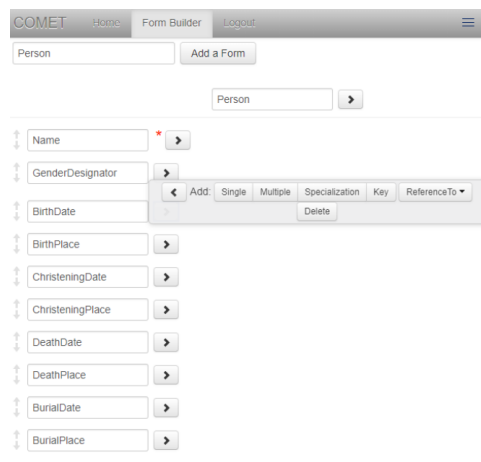 COMET Home Form Builder Logout
Person Add a Form
Person
Name *
GenderDesignator
Add: Single Multiple Specialization Key ReferenceTo
BirthDate Delete
BirthPlace
ChristeningDate
ChristeningPlace
DeathDate
DeathPlace
BurialDate
BurialPlace